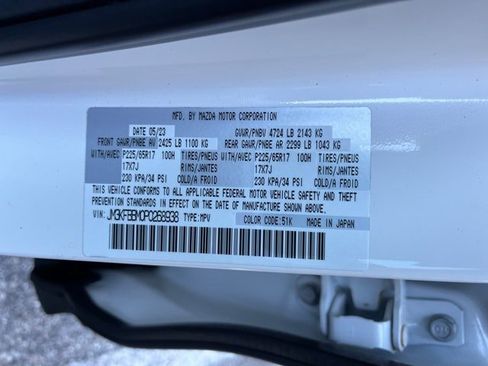 MFD. BY MAZDA MOTOR CORPORATION
DATE 05/23 GVWR/PNBV 4724 LB 2143 KG
FRONT GAWR/PNBE AV 2425 LB 1100 KG REAR GAWR/PNBE AR 2299 LB 1043 KG
WITH/AVEC P225/65R17 100H TIRES/PNEUS WITH/AVEC P225/65R17 100H TIRES/PNEUS
17X7J RIMS/JANTES 17X7J RIMS/JANTES
230 KPA/34 PSI COLD/A FROID 230 KPA/34 PSI COLD/A FROID
THIS VEHICLE CONFORMS TO ALL APPLICABLE FEDERAL MOTOR VEHICLE SAFETY AND THEFT
PREVENTION STANDARDS IN EFFECT ON THE DATE OF MANUFACTURE SHOWN ABOVE.
VIN: JM3KFBBM0P0268938 TYPE: MPV COLOR CODE: 51K MADE IN JAPAN